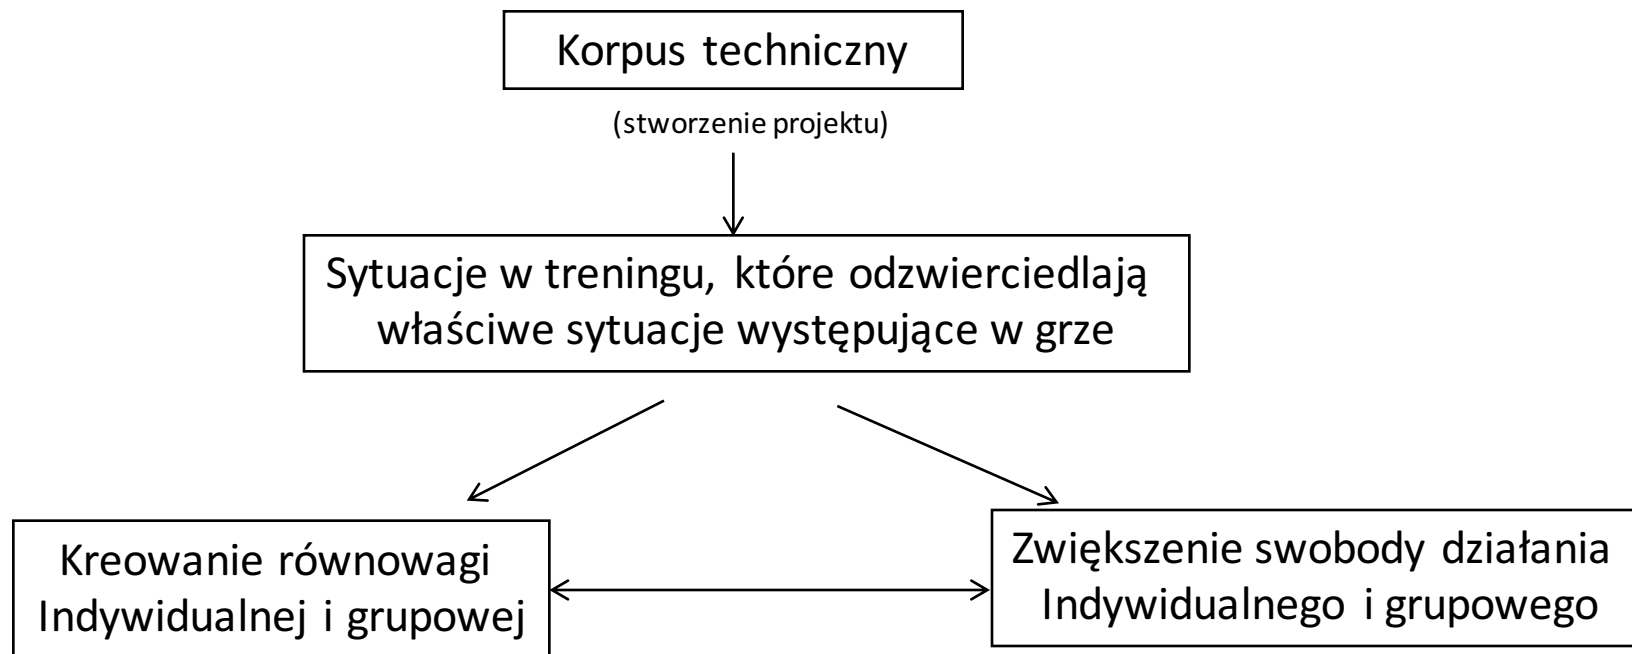 Korpus techniczny
(stworzenie projektu)
Sytuacje w treningu, które odzwierciedlają
właściwe sytuacje występujące w grze
Kreowanie równowagi
Indywidualnej i grupowej
Zwiększenie swobody działania
Indywidualnego i grupowego